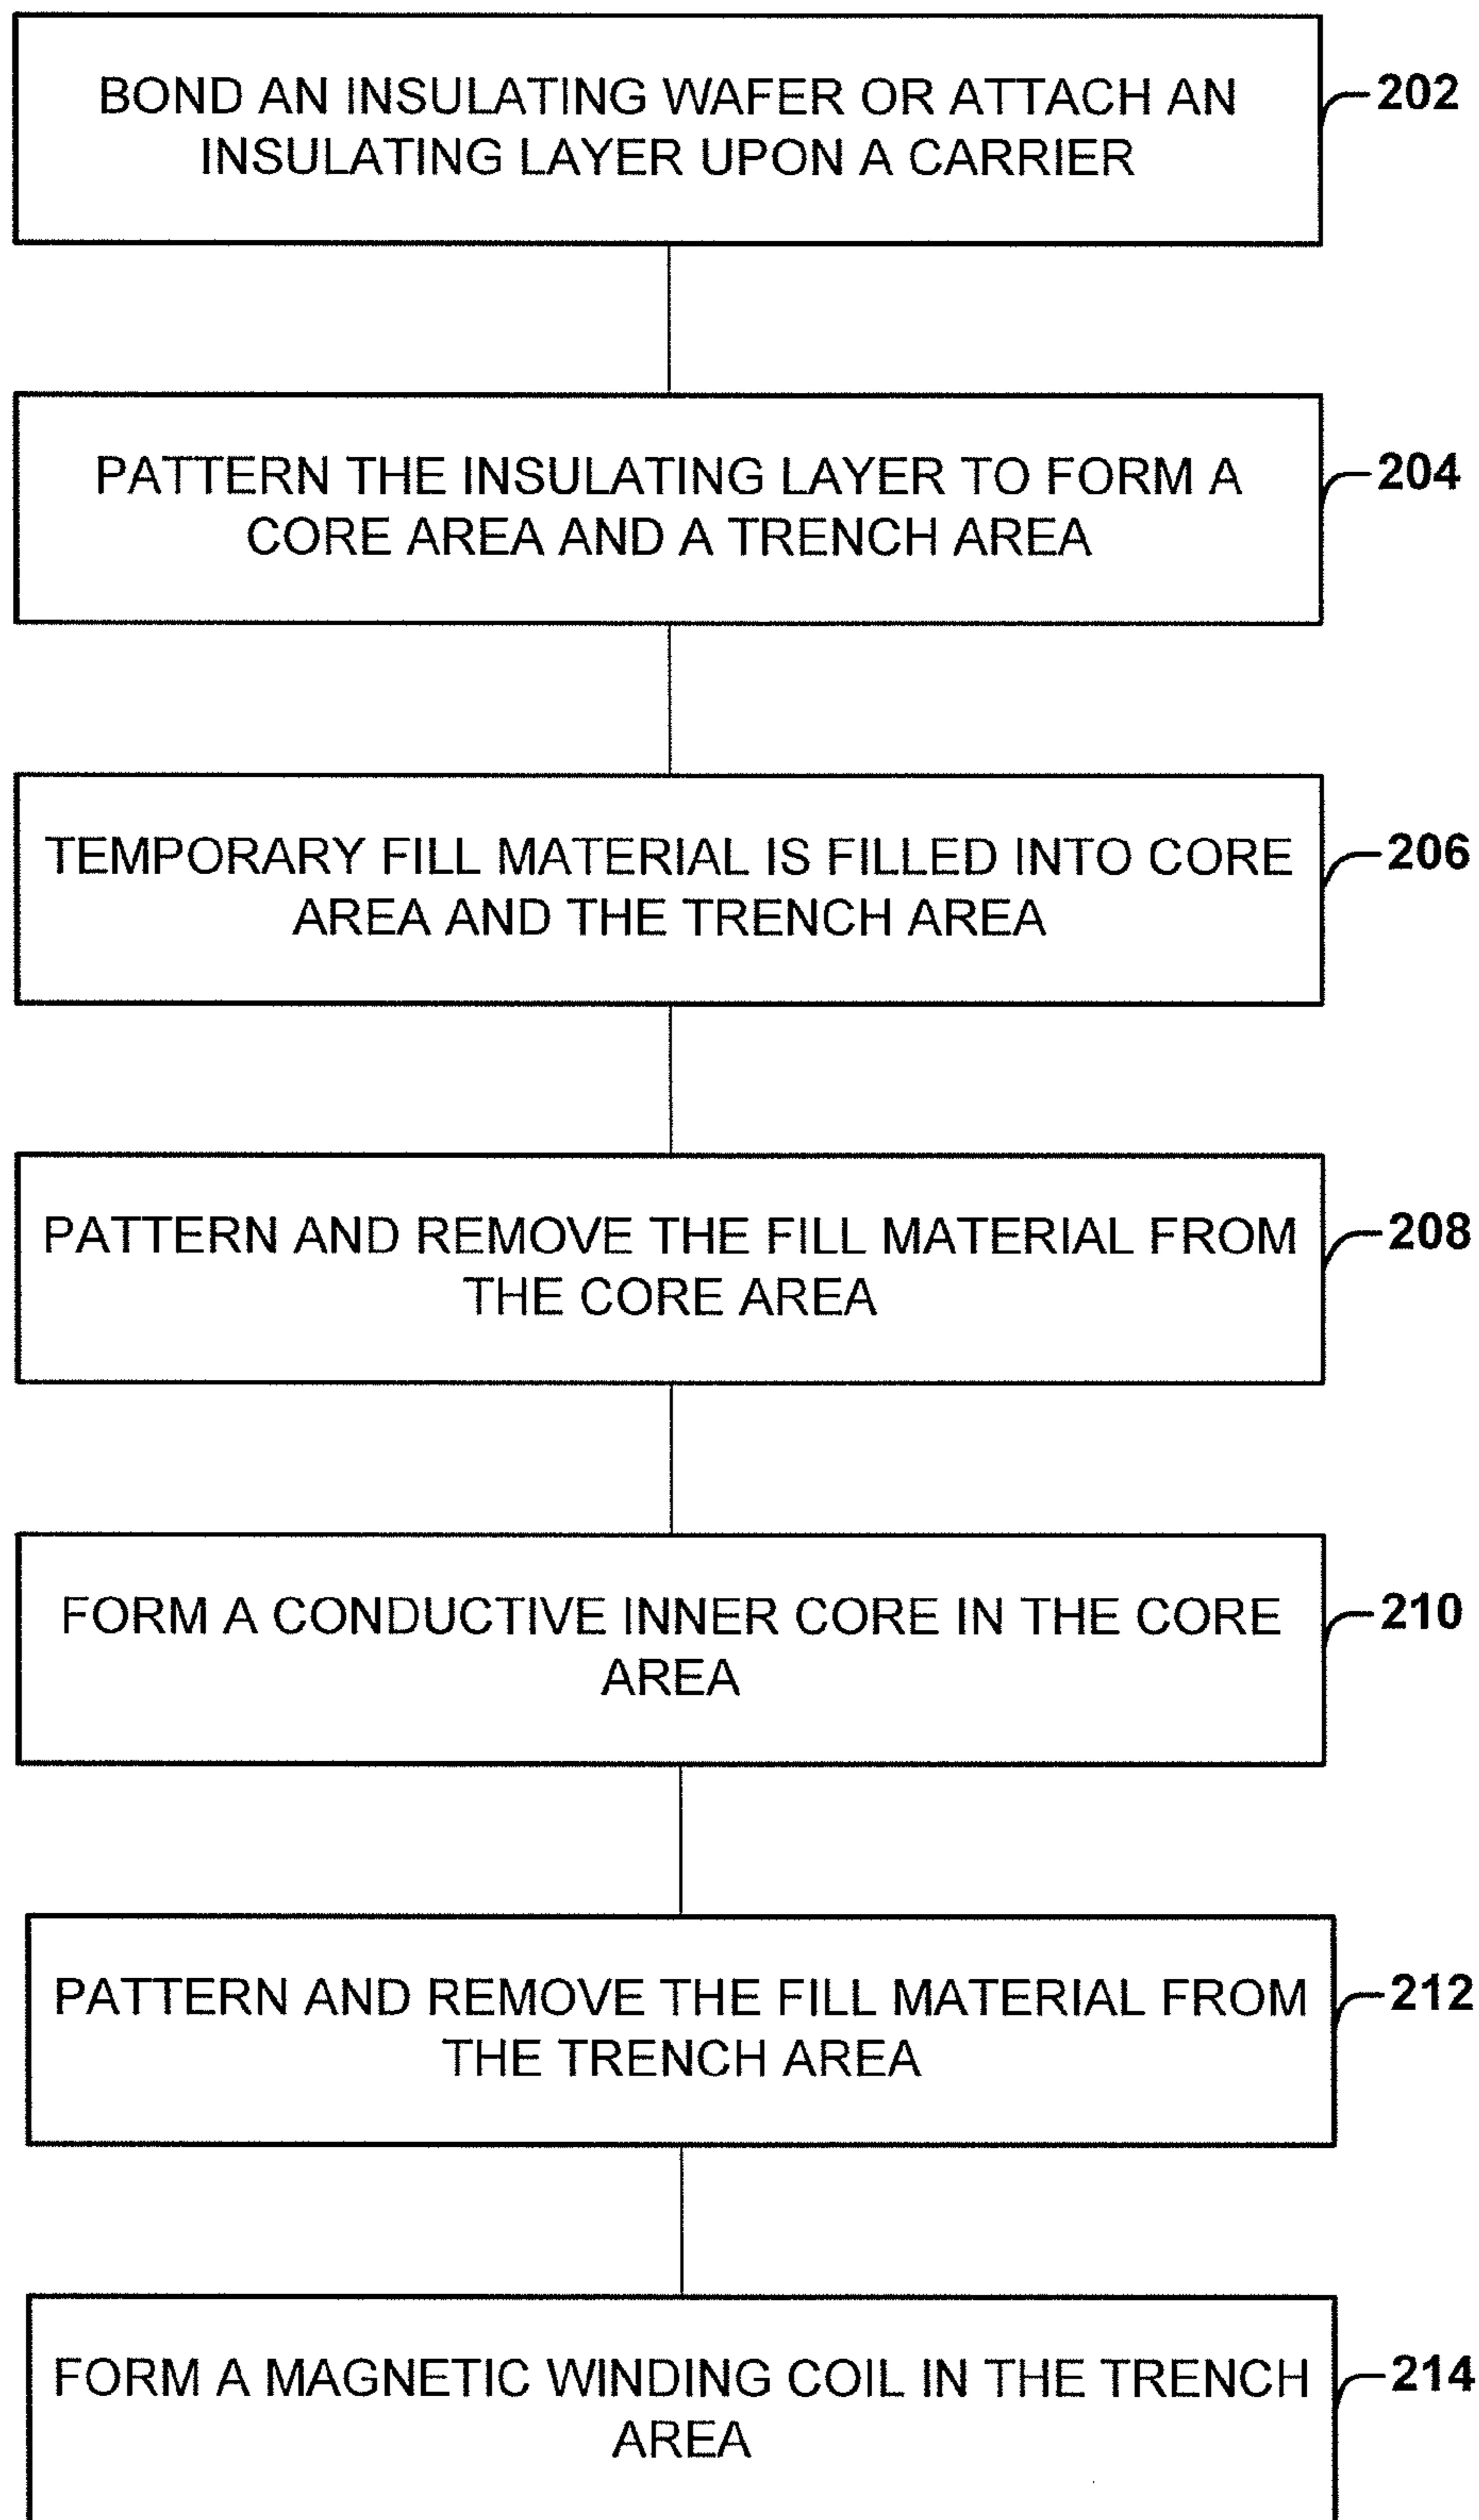 BOND AN INSULATING WAFER OR ATTACH AN
INSULATING LAYER UPON A CARRIER
202
PATTERN THE INSULATING LAYER TO FORM A
CORE AREA AND A TRENCH AREA
204
TEMPORARY FILL MATERIAL IS FILLED INTO CORE
AREA AND THE TRENCH AREA
206
PATTERN AND REMOVE THE FILL MATERIAL FROM
THE CORE AREA
208
FORM A CONDUCTIVE INNER CORE IN THE CORE
AREA
210
PATTERN AND REMOVE THE FILL MATERIAL FROM
THE TRENCH AREA
212
FORM A MAGNETIC WINDING COIL IN THE TRENCH
AREA
214